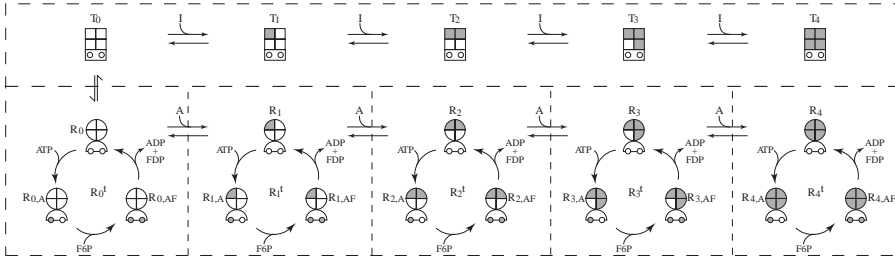 T0 I T1 I T2 I T3 I T4
A A A A
R0 R1 R2 R3 R4
ATP ADP + FDP ATP ADP + FDP ATP ADP + FDP ATP ADP + FDP ATP ADP + FDP
R0,A R0t R0,AF R1,A R1t R1,AF R2,A R2t R2,AF R3,A R3t R3,AF R4,A R4t R4,AF
F6P F6P F6P F6P F6P